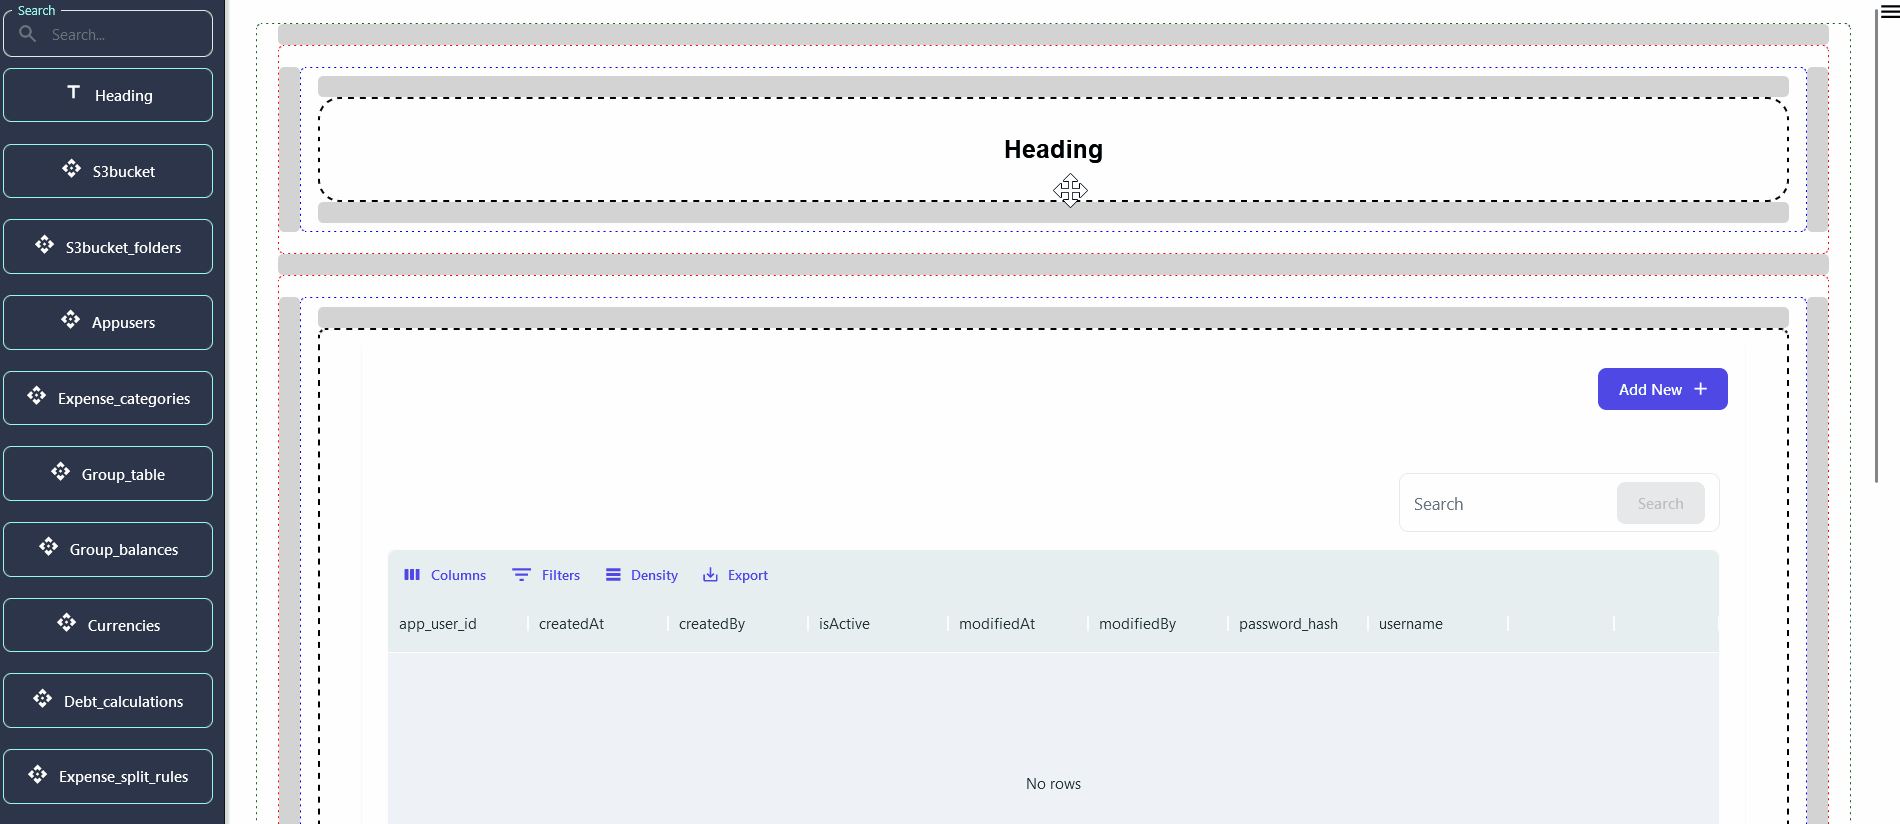 Search
Search...
Heading
S3bucket
S3bucket_folders
Appusers
Expense_categories
Group_table
Group_balances
Currencies
Debt_calculations
Expense_split_rules
Heading
Add New
Search Search
Columns Filters Density Export
app_user_id createdAt createdBy isActive modifiedAt modifiedBy password_hash username
No rows